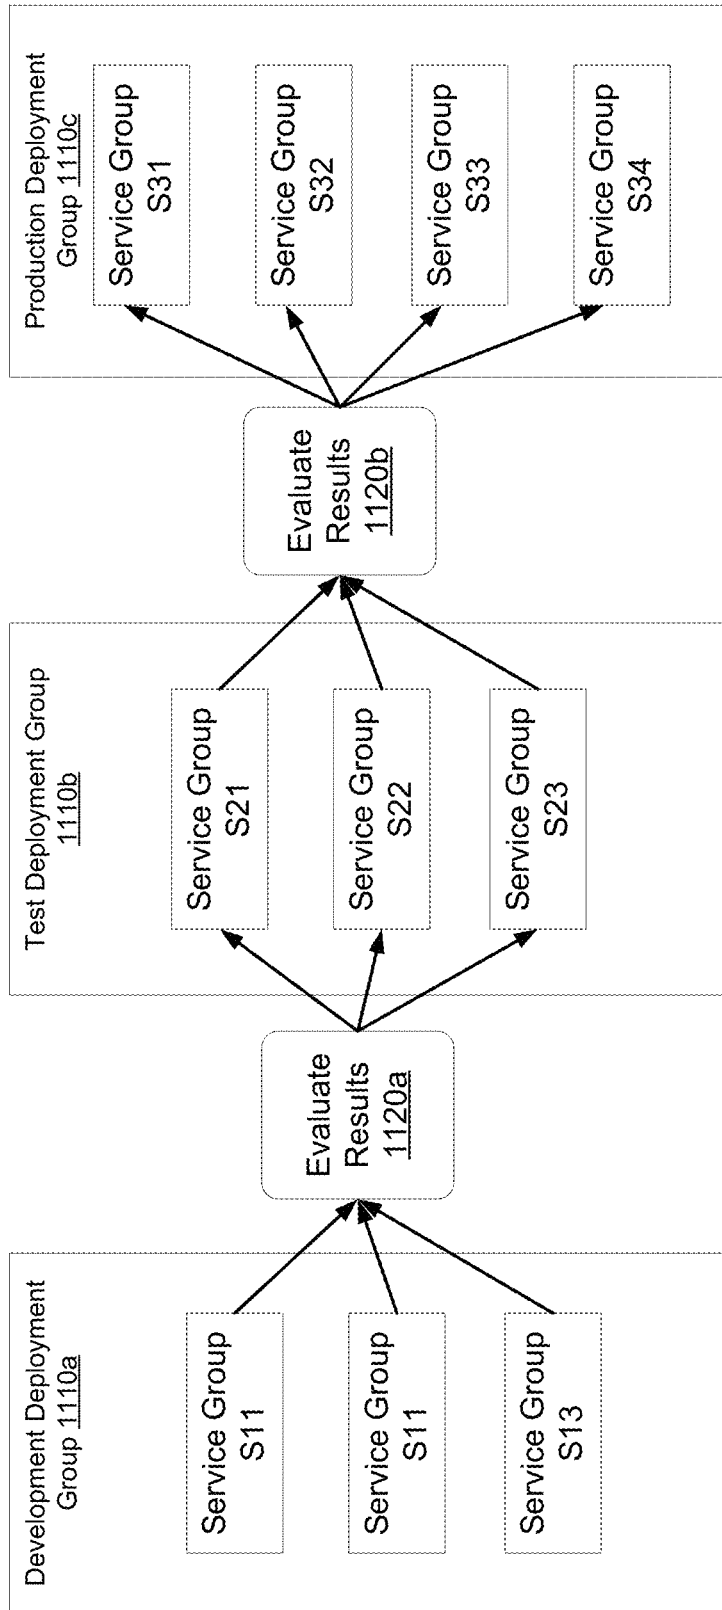 Development Deployment
Group 1110a
Service Group
S11
Service Group
S11
Service Group
S13
Evaluate
Results
1120a
Test Deployment Group
1110b
Service Group
S21
Service Group
S22
Service Group
S23
Evaluate
Results
1120b
Production Deployment
Group 1110c
Service Group
S31
Service Group
S32
Service Group
S33
Service Group
S34